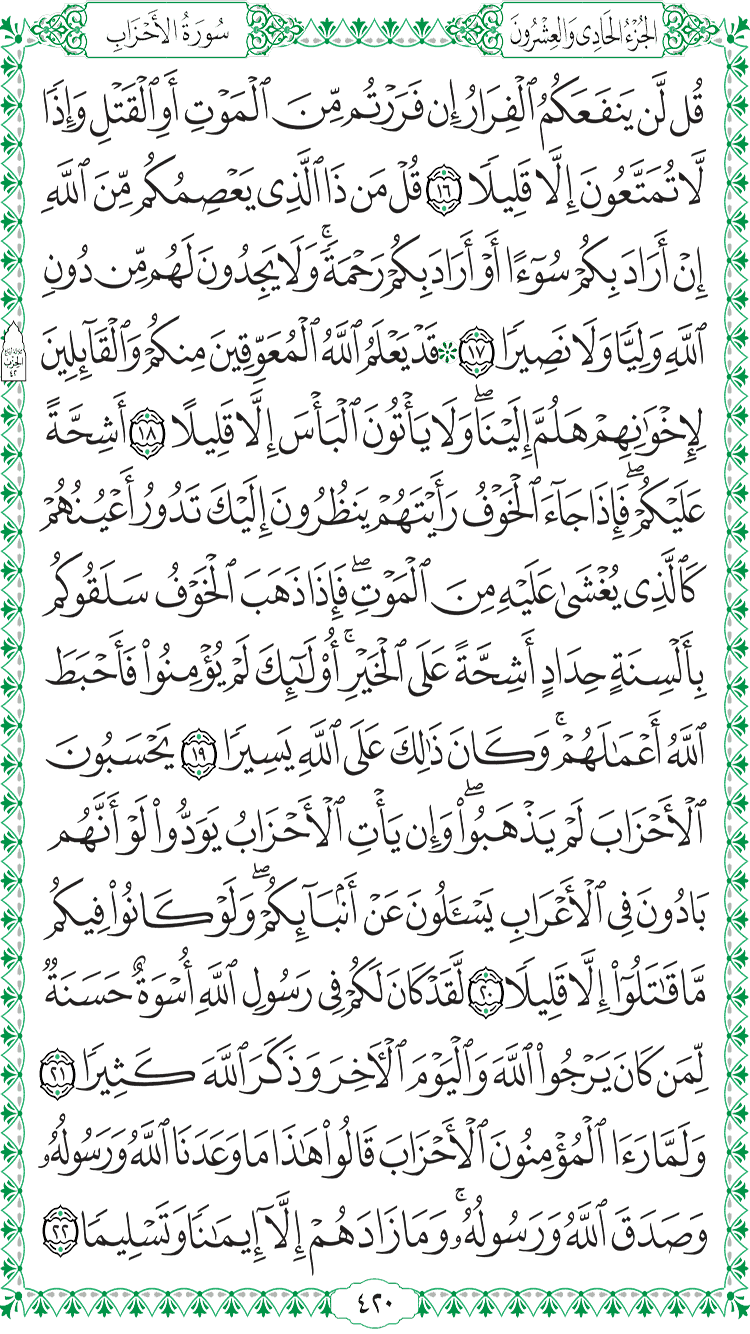 الجُزْءُ الحَادِي وَالعِشْرُونَ
سُورَةُ الأَحْزَابِ
قُل لَّن يَنفَعَكُمُ ٱلْفِرَارُ إِن فَرَرْتُم مِّنَ ٱلْمَوْتِ أَوِ ٱلْقَتْلِ وَإِذًا
لَّا تُمَتَّعُونَ إِلَّا قَلِيلًا ١٦ قُلْ مَن ذَا ٱلَّذِى يَعْصِمُكُم مِّنَ ٱللَّهِ
إِنْ أَرَادَ بِكُمْ سُوٓءًا أَوْ أَرَادَ بِكُمْ رَحْمَةًۚ وَلَا يَجِدُونَ لَهُم مِّن دُونِ
ٱللَّهِ وَلِيًّا وَلَا نَصِيرًا ١٧ ۞ قَدْ يَعْلَمُ ٱللَّهُ ٱلْمُعَوِّقِينَ مِنكُمْ وَٱلْقَآئِلِينَ
لِإِخْوَٰنِهِمْ هَلُمَّ إِلَيْنَاۖ وَلَا يَأْتُونَ ٱلْبَأْسَ إِلَّا قَلِيلًا ١٨ أَشِحَّةً
عَلَيْكُمْۖ فَإِذَا جَآءَ ٱلْخَوْفُ رَأَيْتَهُمْ يَنظُرُونَ إِلَيْكَ تَدُورُ أَعْيُنُهُمْ
كَٱلَّذِى يُغْشَىٰ عَلَيْهِ مِنَ ٱلْمَوْتِۖ فَإِذَا ذَهَبَ ٱلْخَوْفُ سَلَقُوكُم
بِأَلْسِنَةٍ حِدَادٍ أَشِحَّةً عَلَى ٱلْخَيْرِۚ أُو۟لَٰٓئِكَ لَمْ يُؤْمِنُوا۟ فَأَحْبَطَ
ٱللَّهُ أَعْمَٰلَهُمْۚ وَكَانَ ذَٰلِكَ عَلَى ٱللَّهِ يَسِيرًا ١٩ يَحْسَبُونَ
ٱلْأَحْزَابَ لَمْ يَذْهَبُوا۟ۖ وَإِن يَأْتِ ٱلْأَحْزَابُ يَوَدُّوا۟ لَوْ أَنَّهُم
بَادُونَ فِى ٱلْأَعْرَابِ يَسْـَٔلُونَ عَنْ أَنۢبَآئِكُمْۖ وَلَوْ كَانُوا۟ فِيكُم
مَّا قَٰتَلُوٓا۟ إِلَّا قَلِيلًا ٢٠ لَّقَدْ كَانَ لَكُمْ فِى رَسُولِ ٱللَّهِ أُسْوَةٌ حَسَنَةٌ
لِّمَن كَانَ يَرْجُوا۟ ٱللَّهَ وَٱلْيَوْمَ ٱلْـَٔاخِرَ وَذَكَرَ ٱللَّهَ كَثِيرًا ٢١
وَلَمَّا رَءَا ٱلْمُؤْمِنُونَ ٱلْأَحْزَابَ قَالُوا۟ هَٰذَا مَا وَعَدَنَا ٱللَّهُ وَرَسُولُهُۥ
وَصَدَقَ ٱللَّهُ وَرَسُولُهُۥۚ وَمَا زَادَهُمْ إِلَّآ إِيمَٰنًا وَتَسْلِيمًا ٢٢
٤٢٠